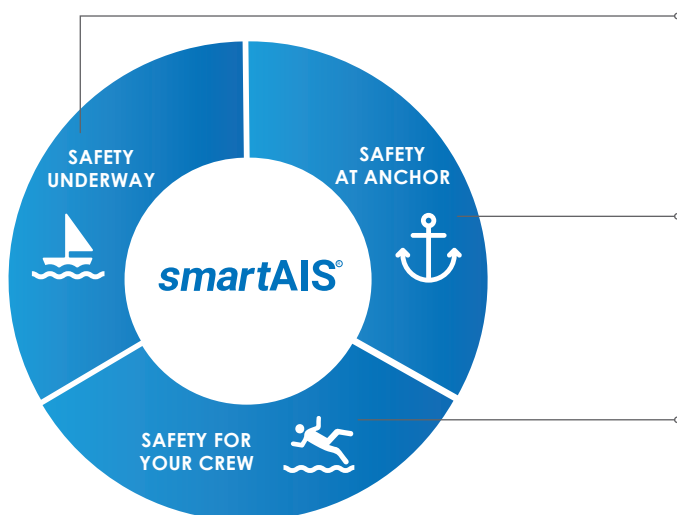 SAFETY
UNDERWAY
SAFETY
AT ANCHOR
smartAIS®
SAFETY FOR
YOUR CREW